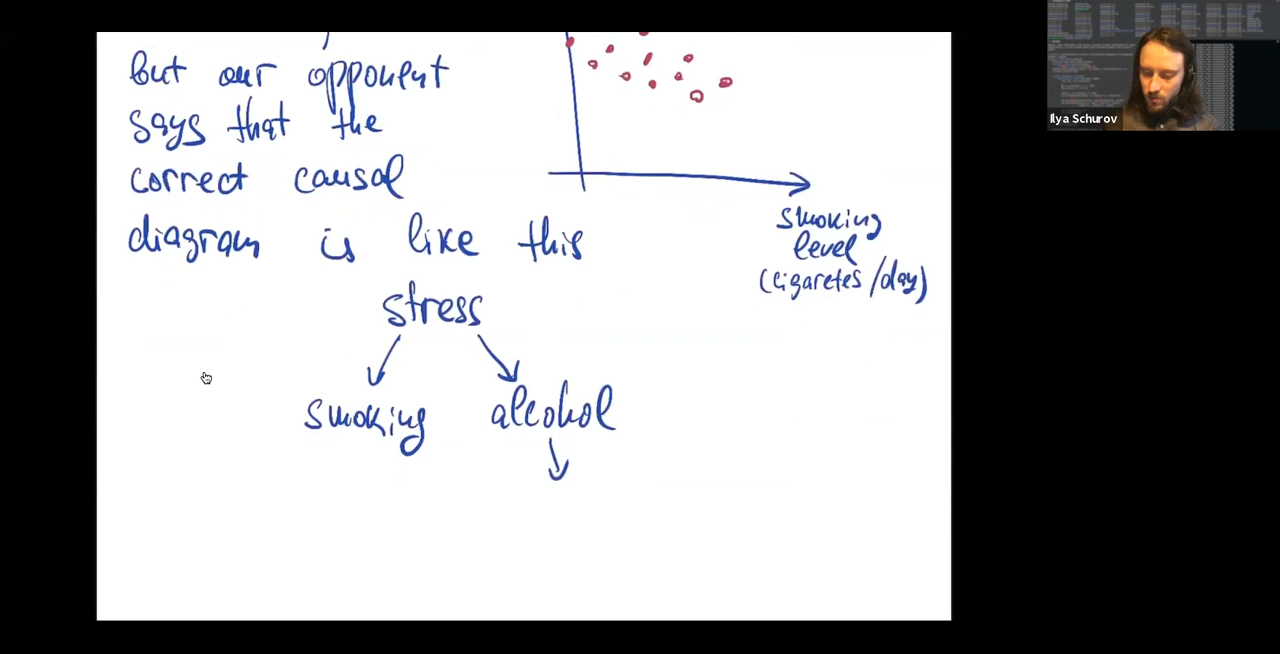 but our opponent
says that the
correct causal
diagram is like this
smoking
level
(cigaretes/day)
stress
smoking alcohol
Ilya Schurov